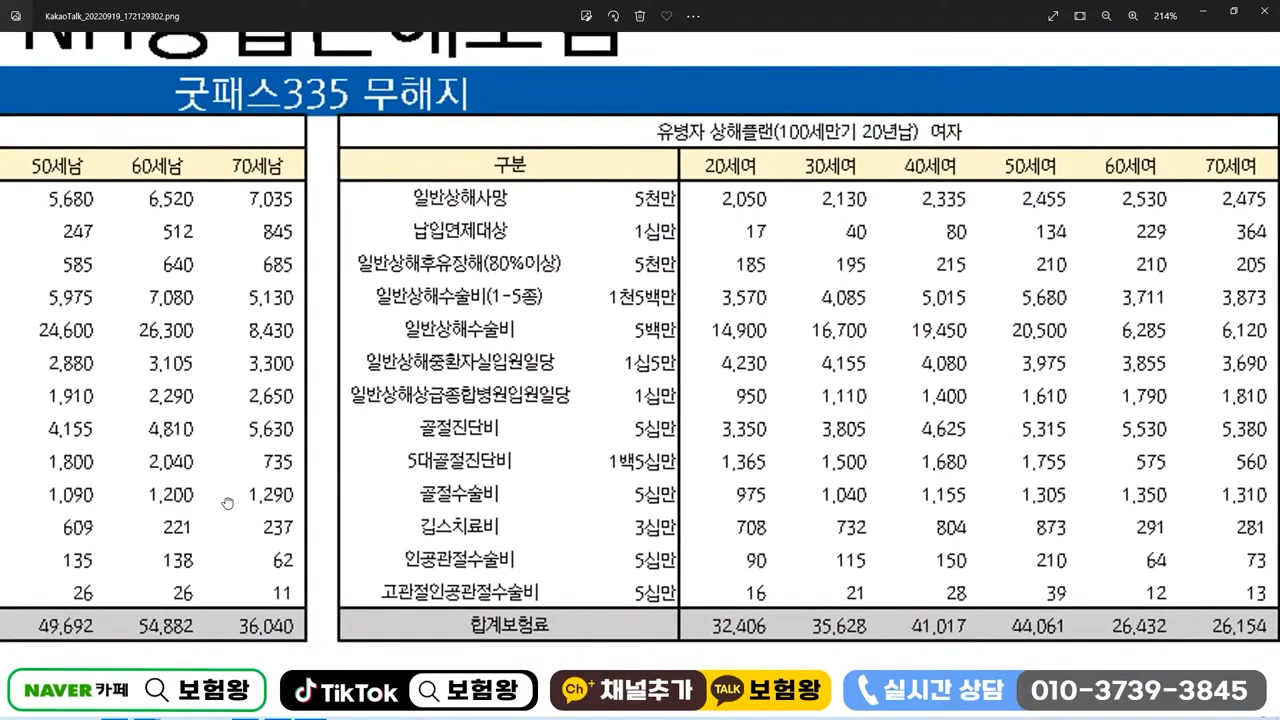 KakaoTalk_20220919_172129302.png
214%
NH농협손해보험
굿패스335 무해지
유병자 상해플랜(100세만기 20년납) 여자
50세남 60세남 70세남 구분 20세여 30세여 40세여 50세여 60세여 70세여
5,680 6,520 7,035 일반상해사망 5천만 2,050 2,130 2,335 2,455 2,530 2,475
247 512 845 납입면제대상 1십만 17 40 80 134 229 364
585 640 685 일반상해후유장해(80%이상) 5천만 185 195 215 210 210 205
5,975 7,080 5,130 일반상해수술비(1-5종) 1천5백만 3,570 4,085 5,015 5,680 3,711 3,873
24,600 26,300 8,430 일반상해수술비 5백만 14,900 16,700 19,450 20,500 6,285 6,120
2,880 3,105 3,300 일반상해중환자실입원일당 1십5만 4,230 4,155 4,080 3,975 3,855 3,690
1,910 2,290 2,650 일반상해상급종합병원입원일당 1십만 950 1,110 1,400 1,610 1,790 1,810
4,155 4,810 5,630 골절진단비 5십만 3,350 3,805 4,625 5,315 5,530 5,380
1,800 2,040 735 5대골절진단비 1백5십만 1,365 1,500 1,680 1,755 575 560
1,090 1,200 1,290 골절수술비 5십만 975 1,040 1,155 1,305 1,350 1,310
609 221 237 깁스치료비 3십만 708 732 804 873 291 281
135 138 62 인공관절수술비 5십만 90 115 150 210 64 73
26 26 11 고관절인공관절수술비 5십만 16 21 28 39 12 13
49,692 54,882 36,040 합계보험료 32,406 35,628 41,017 44,061 26,432 26,154
NAVER 카페 보험왕 TikTok 보험왕 Ch+ 채널추가 TALK 보험왕 실시간 상담 010-3739-3845